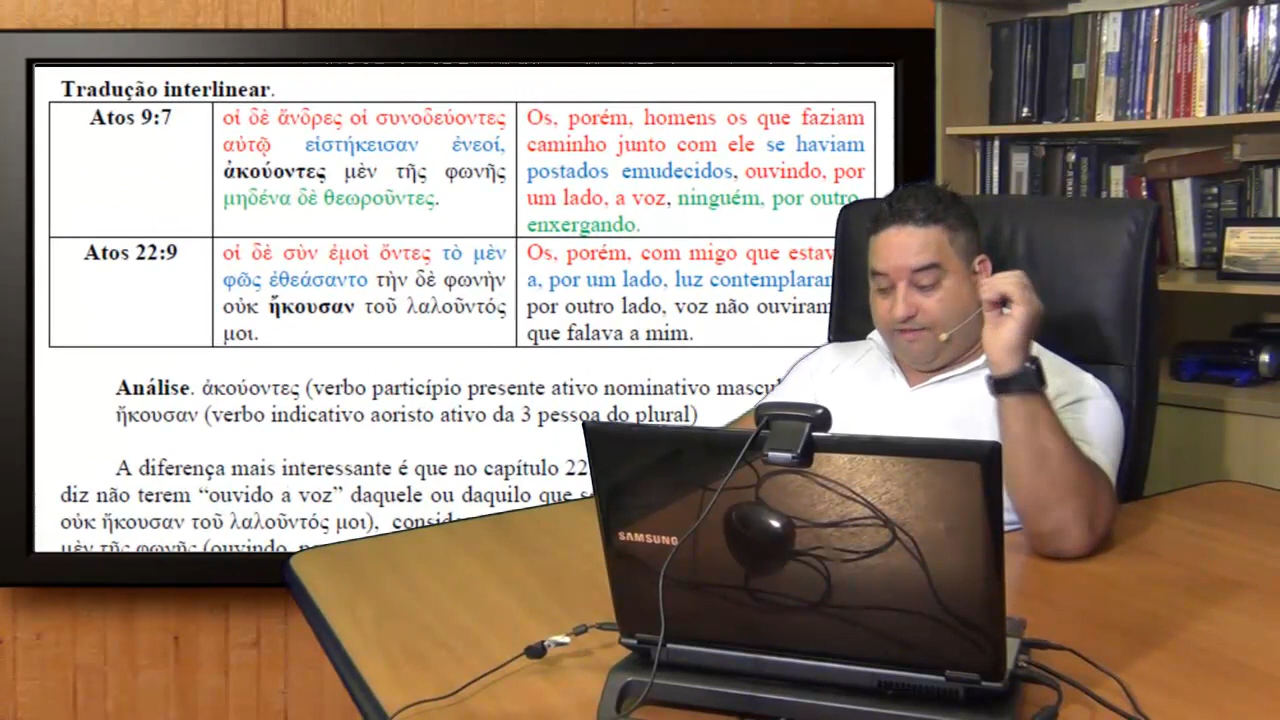 Tradução interlinear.
Atos 9:7
οἱ δὲ ἄνδρες οἱ συνοδεύοντες
αὐτῷ εἱστήκεισαν ἐνεοί,
ἀκούοντες μὲν τῆς φωνῆς
μηδένα δὲ θεωροῦντες.
Os, porém, homens os que faziam
caminho junto com ele se haviam
postados emudecidos, ouvindo, por
um lado, a voz, ninguém, por outro,
enxergando.
Atos 22:9
οἱ δὲ σὺν ἐμοὶ ὄντες τὸ μὲν
φῶς ἐθεάσαντο τὴν δὲ φωνὴν
οὐκ ἤκουσαν τοῦ λαλοῦντός
μοι.
Os, porém, com migo que
a, por um lado, luz
por outro lado, voz não ouviram
que falava a mim.
Análise. ἀκούοντες (verbo particípio presente ativo nominativo
ἤκουσαν (verbo indicativo aoristo ativo da 3 pessoa do plural)
A diferença mais interessante é que no capítulo 22
diz não terem “ouvido a voz” daquele ou daquilo que
οὐκ ἤκουσαν τοῦ λαλοῦντός μοι),
μὲν τῆς φωνῆς (ouvindo,
SAMSUNG